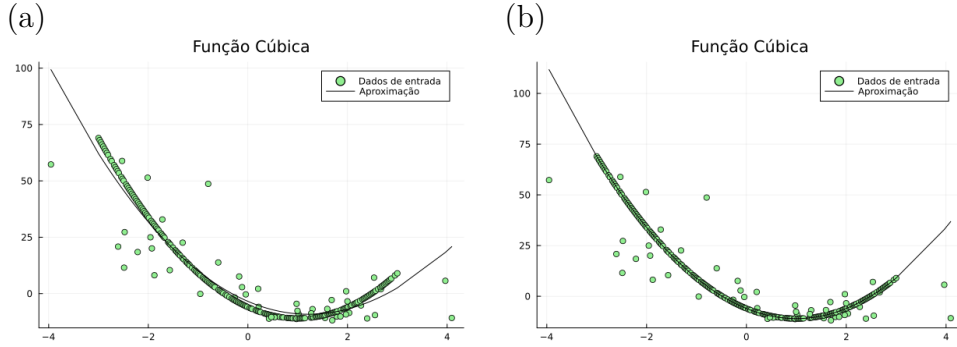 (a)
Função Cúbica
100
75
50
25
0
−4
−2
0
2
4
Dados de entrada
Aproximação
(b)
Função Cúbica
100
75
50
25
0
−4
−2
0
2
4
Dados de entrada
Aproximação